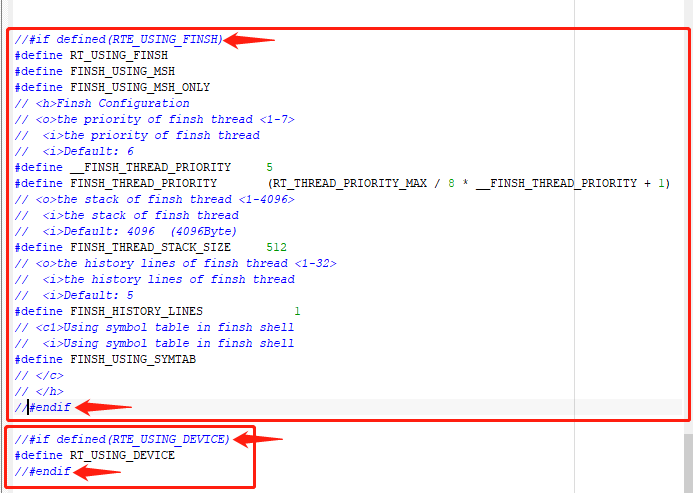 //#if defined(RTE_USING_FINSH)
#define RT_USING_FINSH
#define FINSH_USING_MSH
#define FINSH_USING_MSH_ONLY
// <h>Finsh Configuration
// <o>the priority of finsh thread <1-7>
//  <i>the priority of finsh thread
//  <i>Default: 6
#define __FINSH_THREAD_PRIORITY     5
#define FINSH_THREAD_PRIORITY       (RT_THREAD_PRIORITY_MAX / 8 * __FINSH_THREAD_PRIORITY + 1)
// <o>the stack of finsh thread <1-4096>
//  <i>the stack of finsh thread
//  <i>Default: 4096  (4096Byte)
#define FINSH_THREAD_STACK_SIZE     512
// <o>the history lines of finsh thread <1-32>
//  <i>the history lines of finsh thread
//  <i>Default: 5
#define FINSH_HISTORY_LINES             1
// <c1>Using symbol table in finsh shell
//  <i>Using symbol table in finsh shell
#define FINSH_USING_SYMTAB
// </c>
// </h>
//#endif
//#if defined(RTE_USING_DEVICE)
#define RT_USING_DEVICE
//#endif